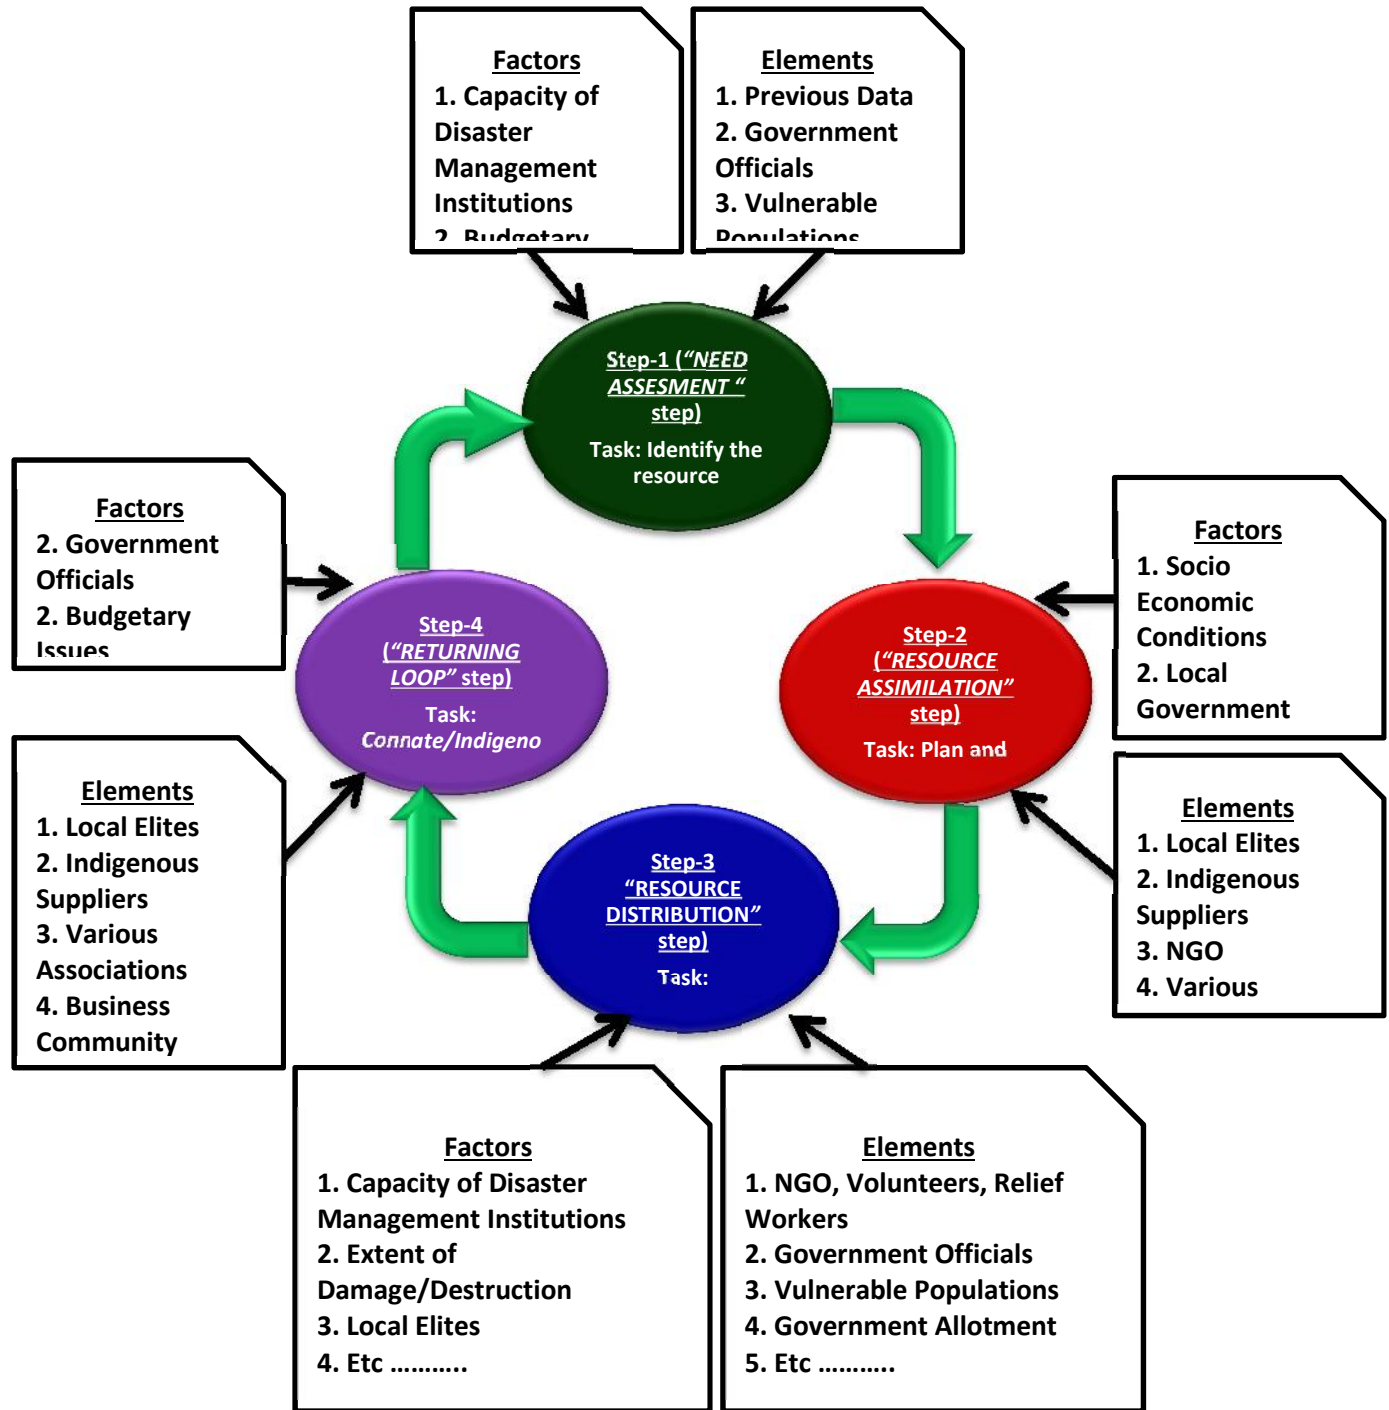 Factors
1. Capacity of
Disaster
Management
Institutions
2. Budgetary
Elements
1. Previous Data
2. Government
Officials
3. Vulnerable
Populations
Step-1 (“NEED
ASSESMENT “
step)
Task: Identify the
resource
Factors
2. Government
Officials
2. Budgetary
Issues
Factors
1. Socio
Economic
Conditions
2. Local
Government
Step-4
(“RETURNING
LOOP” step)
Task:
Connate/Indigeno
Step-2
(“RESOURCE
ASSIMILATION”
step)
Task: Plan and
Elements
1. Local Elites
2. Indigenous
Suppliers
3. Various
Associations
4. Business
Community
Elements
1. Local Elites
2. Indigenous
Suppliers
3. NGO
4. Various
Step-3
“RESOURCE
DISTRIBUTION”
step)
Task:
Factors
1. Capacity of Disaster
Management Institutions
2. Extent of
Damage/Destruction
3. Local Elites
4. Etc ………..
Elements
1. NGO, Volunteers, Relief
Workers
2. Government Officials
3. Vulnerable Populations
4. Government Allotment
5. Etc ………..